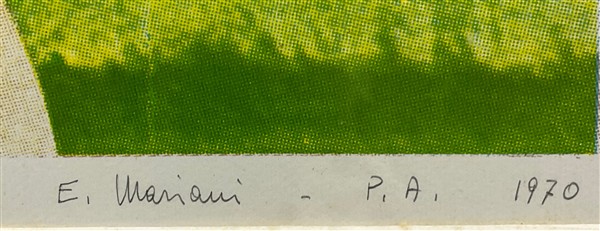 E. Mariani - P.A. 1970